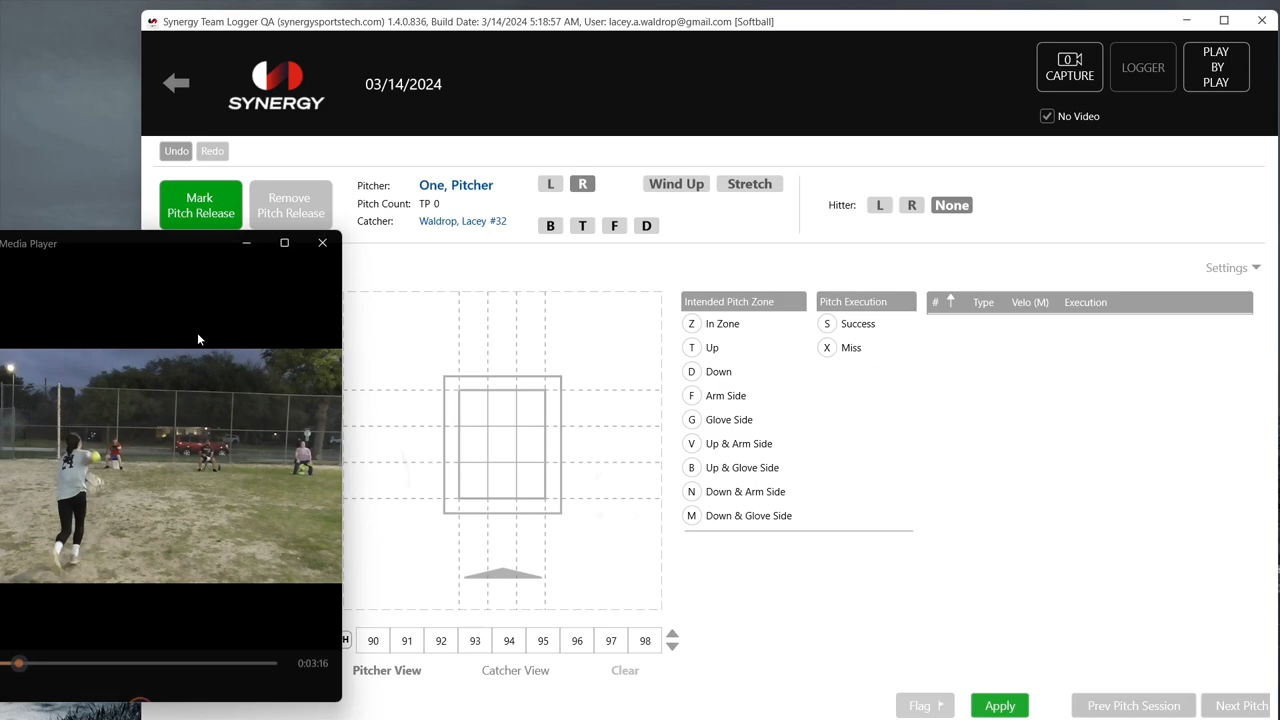 Synergy Team Logger QA (synergysportstech.com) 1.4.0.836, Build Date: 3/14/2024 5:18:57 AM, User: lacey.a.waldrop@gmail.com [Softball]
SYNERGY
03/14/2024
0
CAPTURE
LOGGER
PLAY
BY
PLAY
No Video
Undo Redo
Mark
Pitch Release
Remove
Pitch Release
Pitcher: One, Pitcher
Pitch Count: TP 0
Catcher: Waldrop, Lacey #32
L R
Wind Up Stretch
B T F D
Hitter: L R None
Media Player
Settings
Intended Pitch Zone
Z In Zone
T Up
D Down
F Arm Side
G Glove Side
V Up & Arm Side
B Up & Glove Side
N Down & Arm Side
M Down & Glove Side
Pitch Execution
S Success
X Miss
# Type Velo (M) Execution
H 90 91 92 93 94 95 96 97 98
0:03:16
Pitcher View Catcher View Clear
Flag Apply Prev Pitch Session Next Pitch